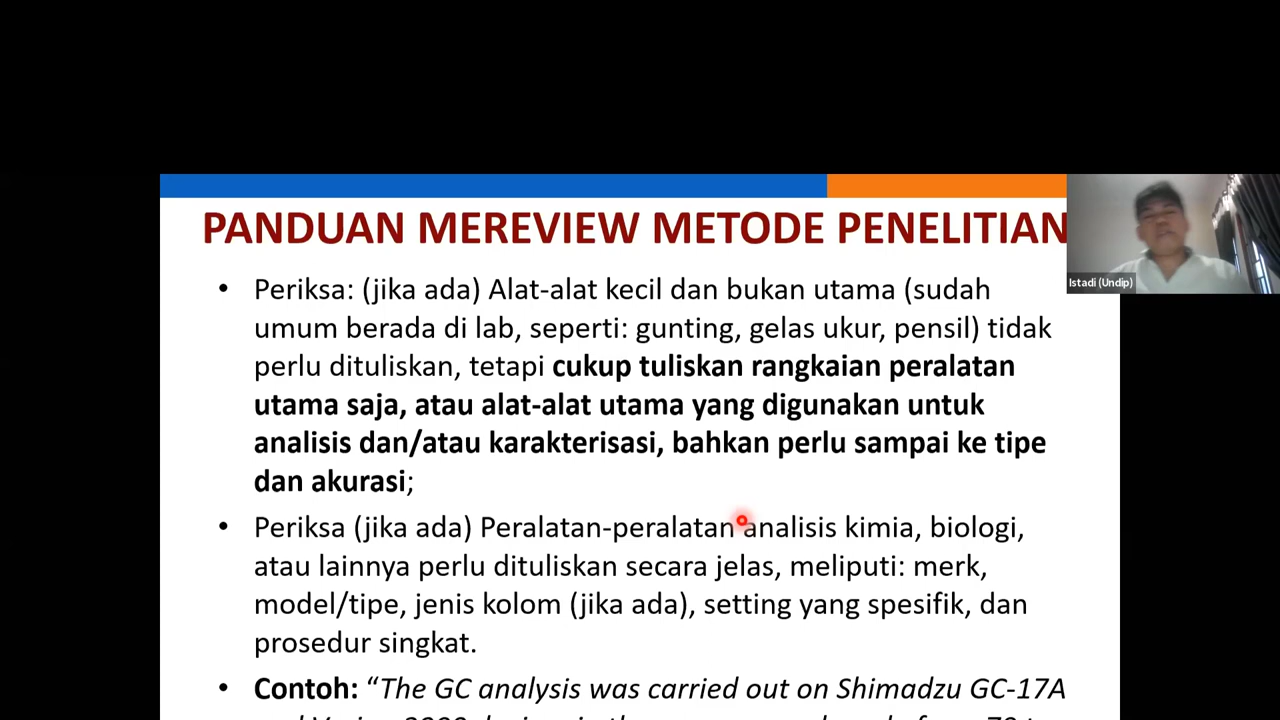 PANDUAN MEREVIEW METODE PENELITIAN
Istadi (Undip)
• Periksa: (jika ada) Alat-alat kecil dan bukan utama (sudah
umum berada di lab, seperti: gunting, gelas ukur, pensil) tidak
perlu dituliskan, tetapi cukup tuliskan rangkaian peralatan
utama saja, atau alat-alat utama yang digunakan untuk
analisis dan/atau karakterisasi, bahkan perlu sampai ke tipe
dan akurasi;
• Periksa (jika ada) Peralatan-peralatan analisis kimia, biologi,
atau lainnya perlu dituliskan secara jelas, meliputi: merk,
model/tipe, jenis kolom (jika ada), setting yang spesifik, dan
prosedur singkat.
• Contoh: “The GC analysis was carried out on Shimadzu GC-17A